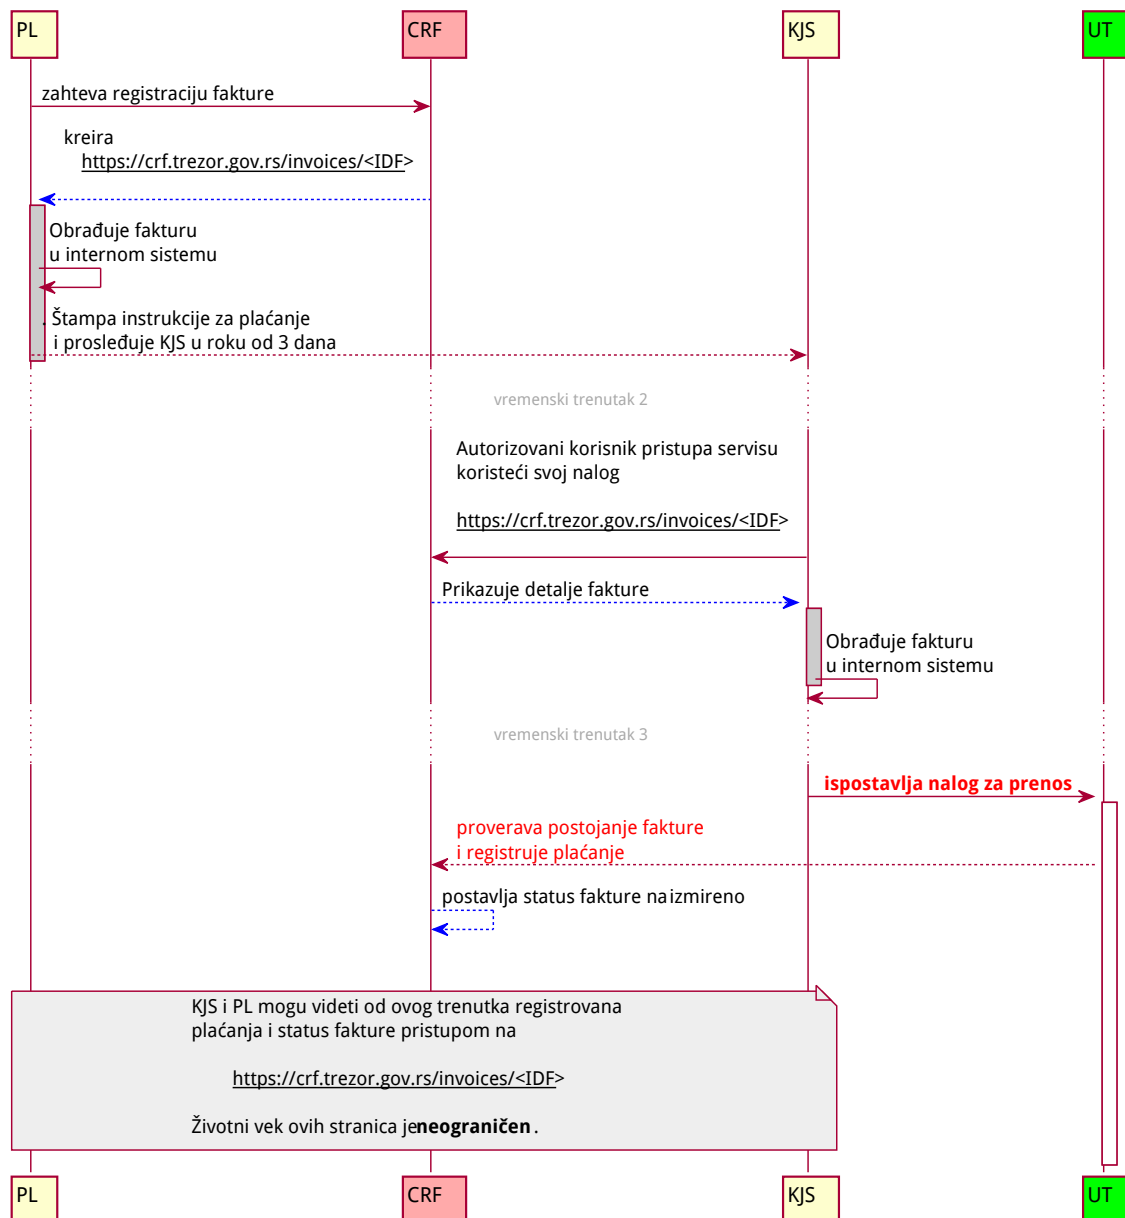 PL CRF KJS UT
zahteva registraciju fakture
kreira
https://crf.trezor.gov.rs/invoices/<IDF>
Obrađuje fakturu
u internom sistemu
. Štampa instrukcije za plaćanje
i prosleđuje KJS u roku od 3 dana
vremenski trenutak 2
Autorizovani korisnik pristupa servisu
koristeći svoj nalog
https://crf.trezor.gov.rs/invoices/<IDF>
Prikazuje detalje fakture
Obrađuje fakturu
u internom sistemu
vremenski trenutak 3
ispostavlja nalog za prenos
proverava postojanje fakture
i registruje plaćanje
postavlja status fakture na izmireno
KJS i PL mogu videti od ovog trenutka registrovana
plaćanja i status fakture pristupom na
https://crf.trezor.gov.rs/invoices/<IDF>
Životni vek ovih stranica je neograničen .
PL CRF KJS UT